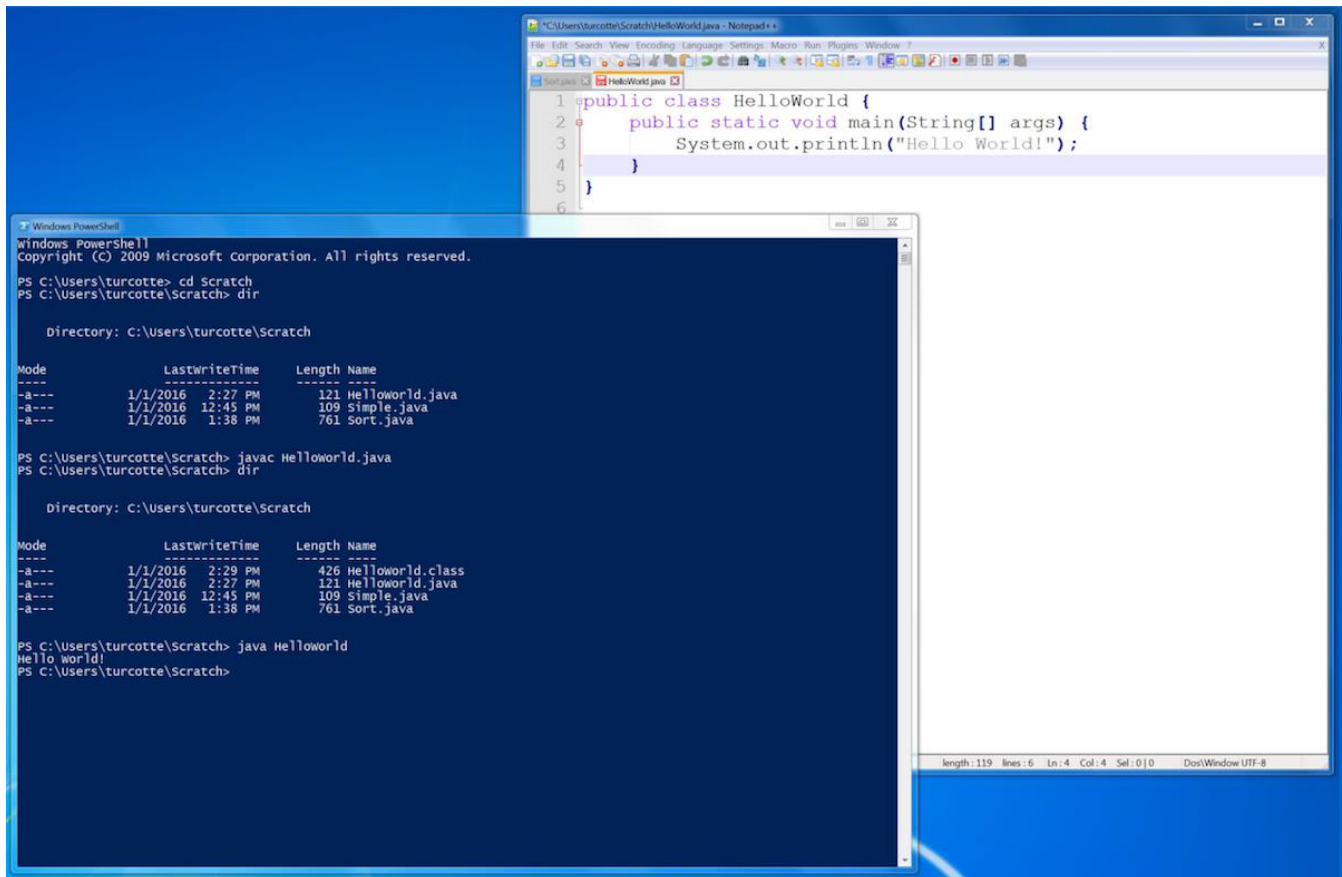 *C:\Users\turcotte\Scratch\HelloWorld.java - Notepad++
File Edit Search View Encoding Language Settings Macro Run Plugins Window ? X
Sort.java HelloWorld.java
1 public class HelloWorld {
2 public static void main(String[] args) {
3 System.out.println("Hello World!");
4 }
5 }
6
Windows PowerShell
Windows PowerShell
Copyright (C) 2009 Microsoft Corporation. All rights reserved.
PS C:\Users\turcotte> cd Scratch
PS C:\Users\turcotte\Scratch> dir
Directory: C:\Users\turcotte\Scratch
Mode LastWriteTime Length Name
---- ------------- ------ ----
-a--- 1/1/2016 2:27 PM 121 HelloWorld.java
-a--- 1/1/2016 12:45 PM 109 Simple.java
-a--- 1/1/2016 1:38 PM 761 Sort.java
PS C:\Users\turcotte\Scratch> javac HelloWorld.java
PS C:\Users\turcotte\Scratch> dir
Directory: C:\Users\turcotte\Scratch
Mode LastWriteTime Length Name
---- ------------- ------ ----
-a--- 1/1/2016 2:29 PM 426 HelloWorld.class
-a--- 1/1/2016 2:27 PM 121 HelloWorld.java
-a--- 1/1/2016 12:45 PM 109 Simple.java
-a--- 1/1/2016 1:38 PM 761 Sort.java
PS C:\Users\turcotte\Scratch> java HelloWorld
Hello World!
PS C:\Users\turcotte\Scratch>
length : 119 lines : 6 Ln : 4 Col : 4 Sel : 0 | 0 Dos\Window UTF-8